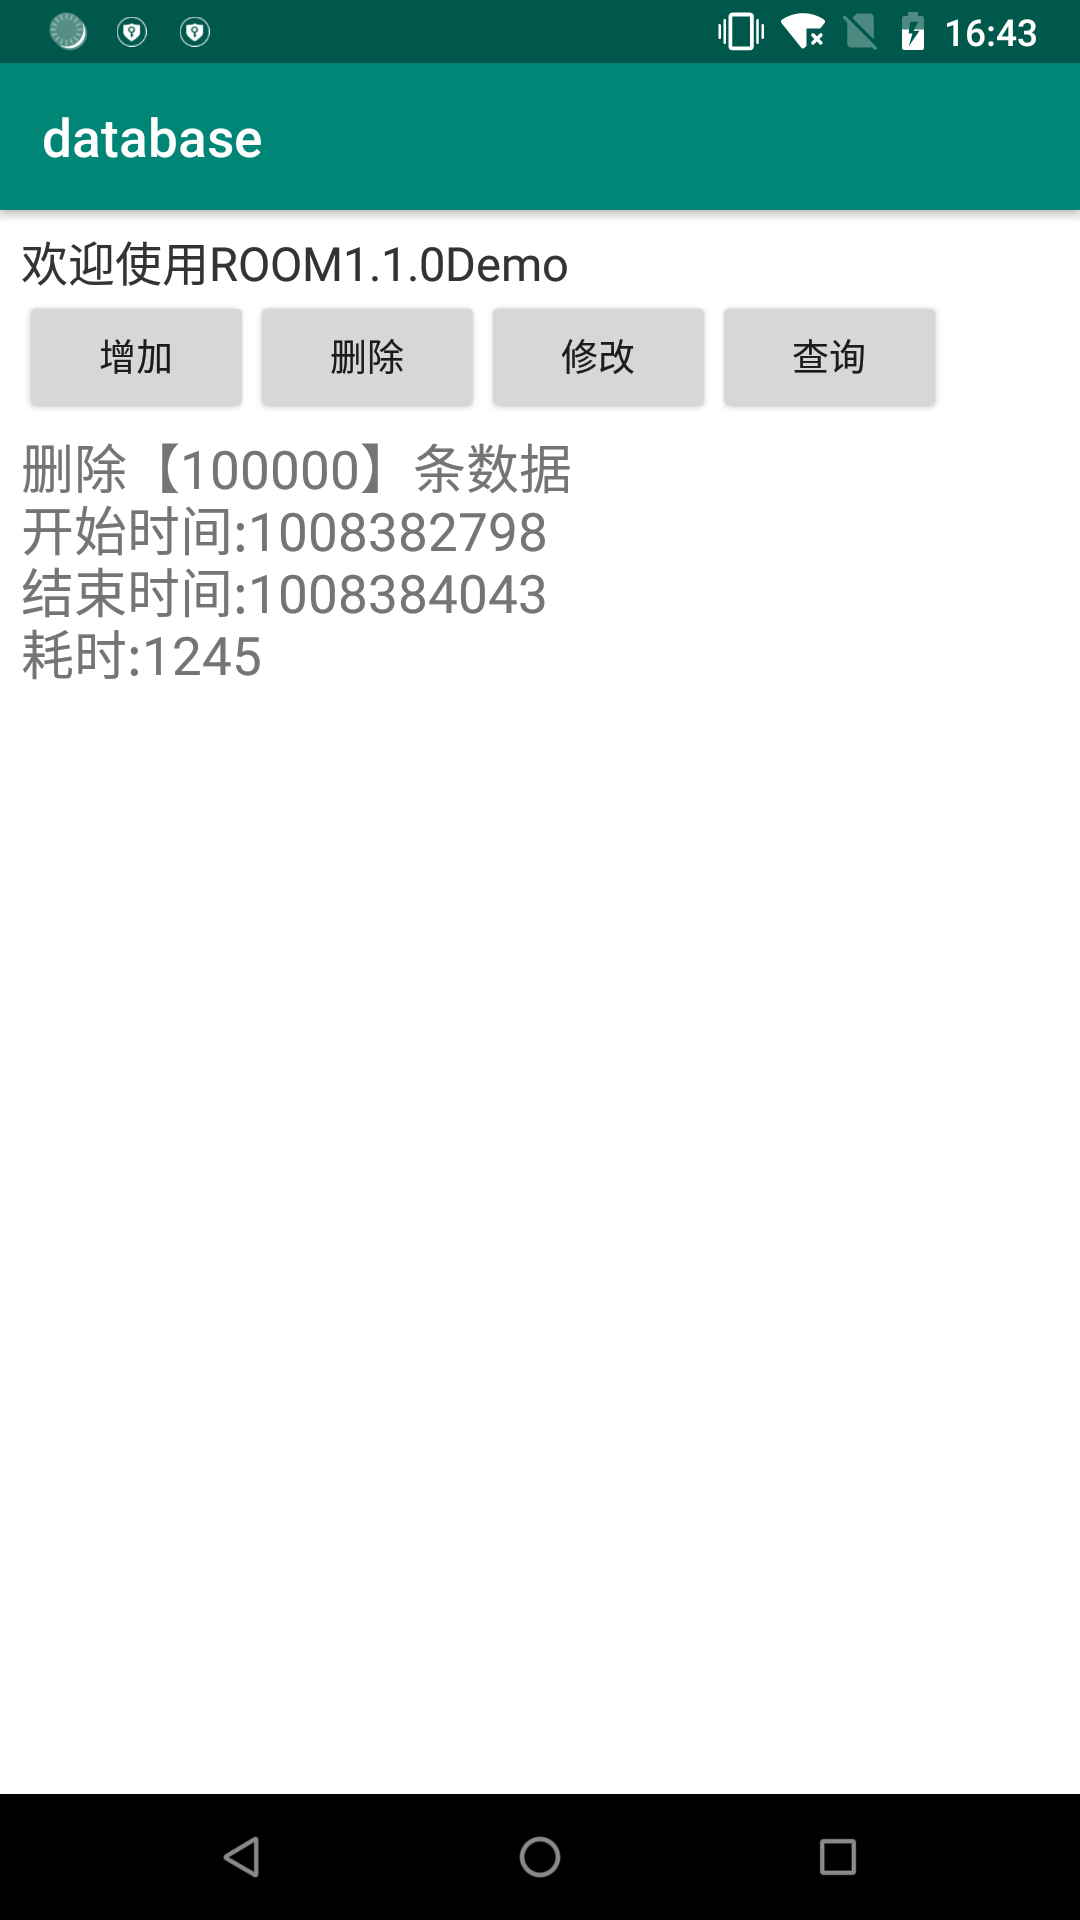 16:43
database
欢迎使用ROOM1.1.0Demo
增加 删除 修改 查询
删除【100000】条数据
开始时间:1008382798
结束时间:1008384043
耗时:1245